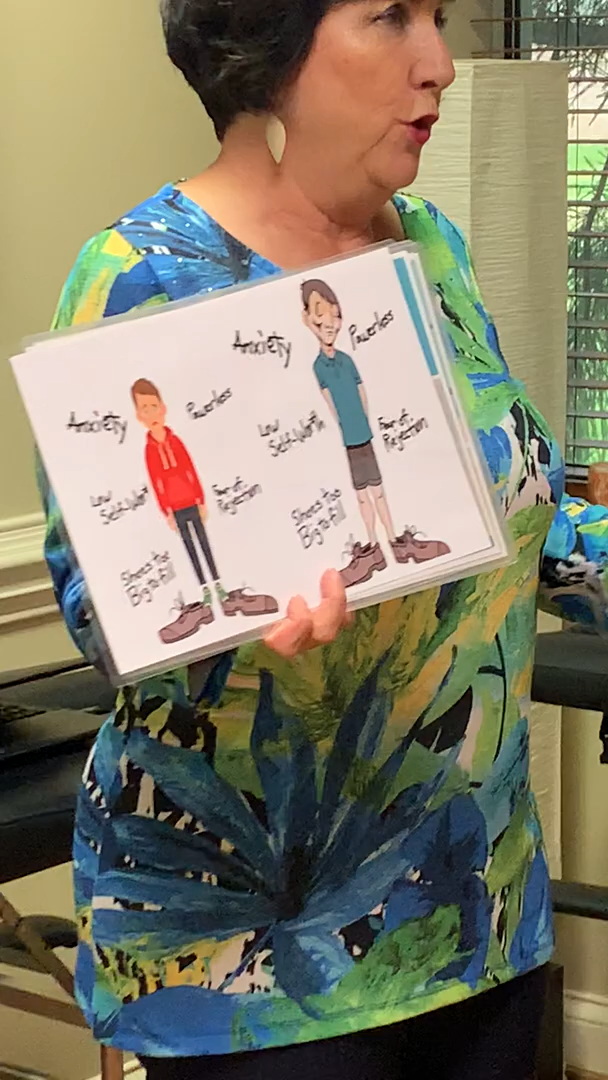 Anxiety
Powerless
Low
Self-Worth
Fear of
Rejection
Shoes too
Big to fill
Anxiety
Powerless
Low
Self-Worth
Fear of
Rejection
Shoes too
Big to fill